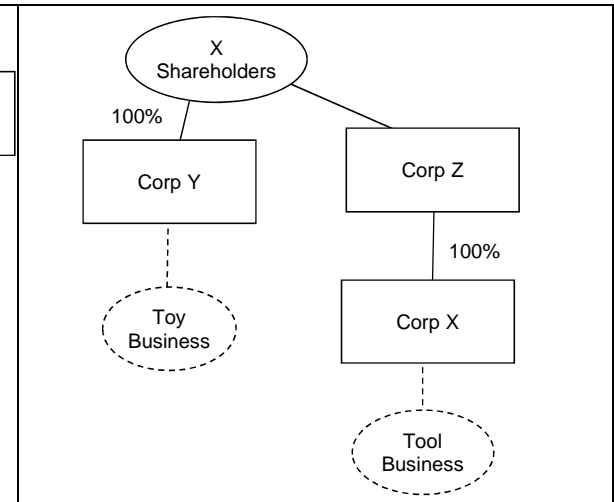 X
Shareholders
100%
Corp Y
Corp Z
100%
Toy
Business
Corp X
Tool
Business